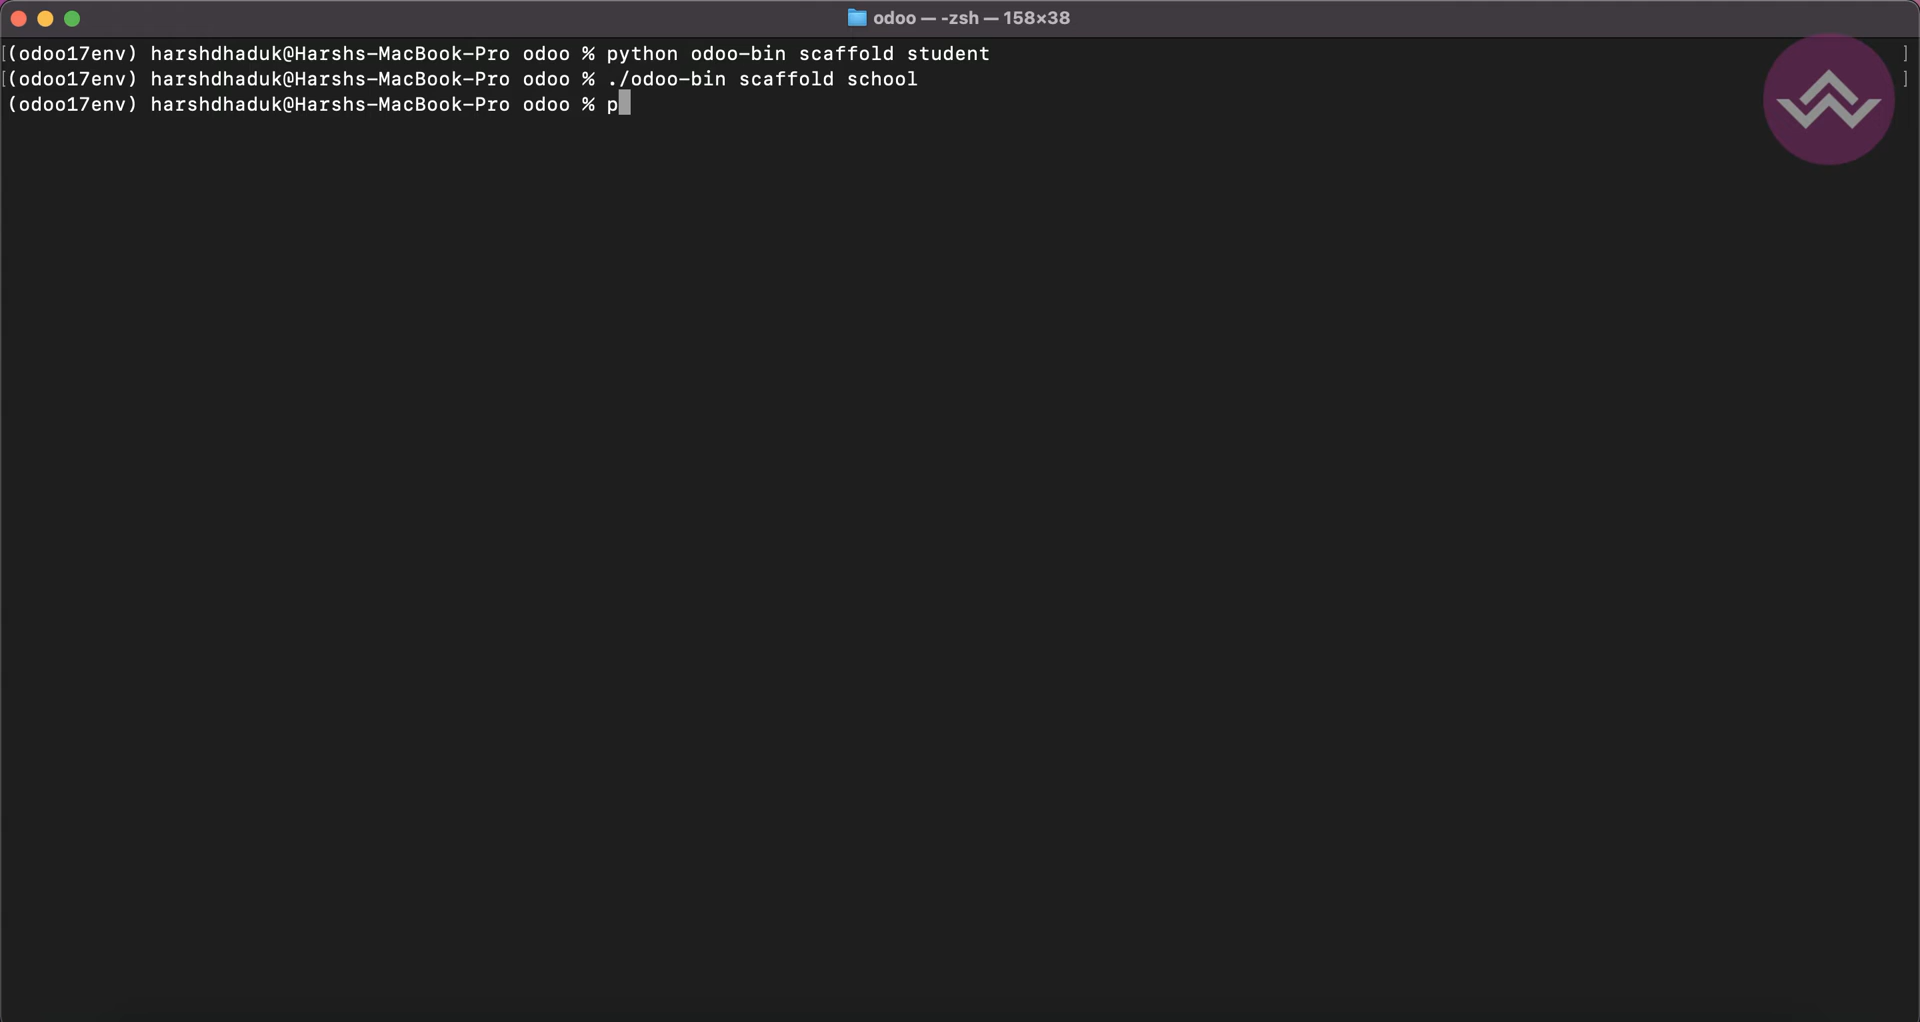 odoo — -zsh — 158×38
[(odoo17env) harshdhaduk@Harshs-MacBook-Pro odoo % python odoo-bin scaffold student ]
[(odoo17env) harshdhaduk@Harshs-MacBook-Pro odoo % ./odoo-bin scaffold school ]
(odoo17env) harshdhaduk@Harshs-MacBook-Pro odoo % p